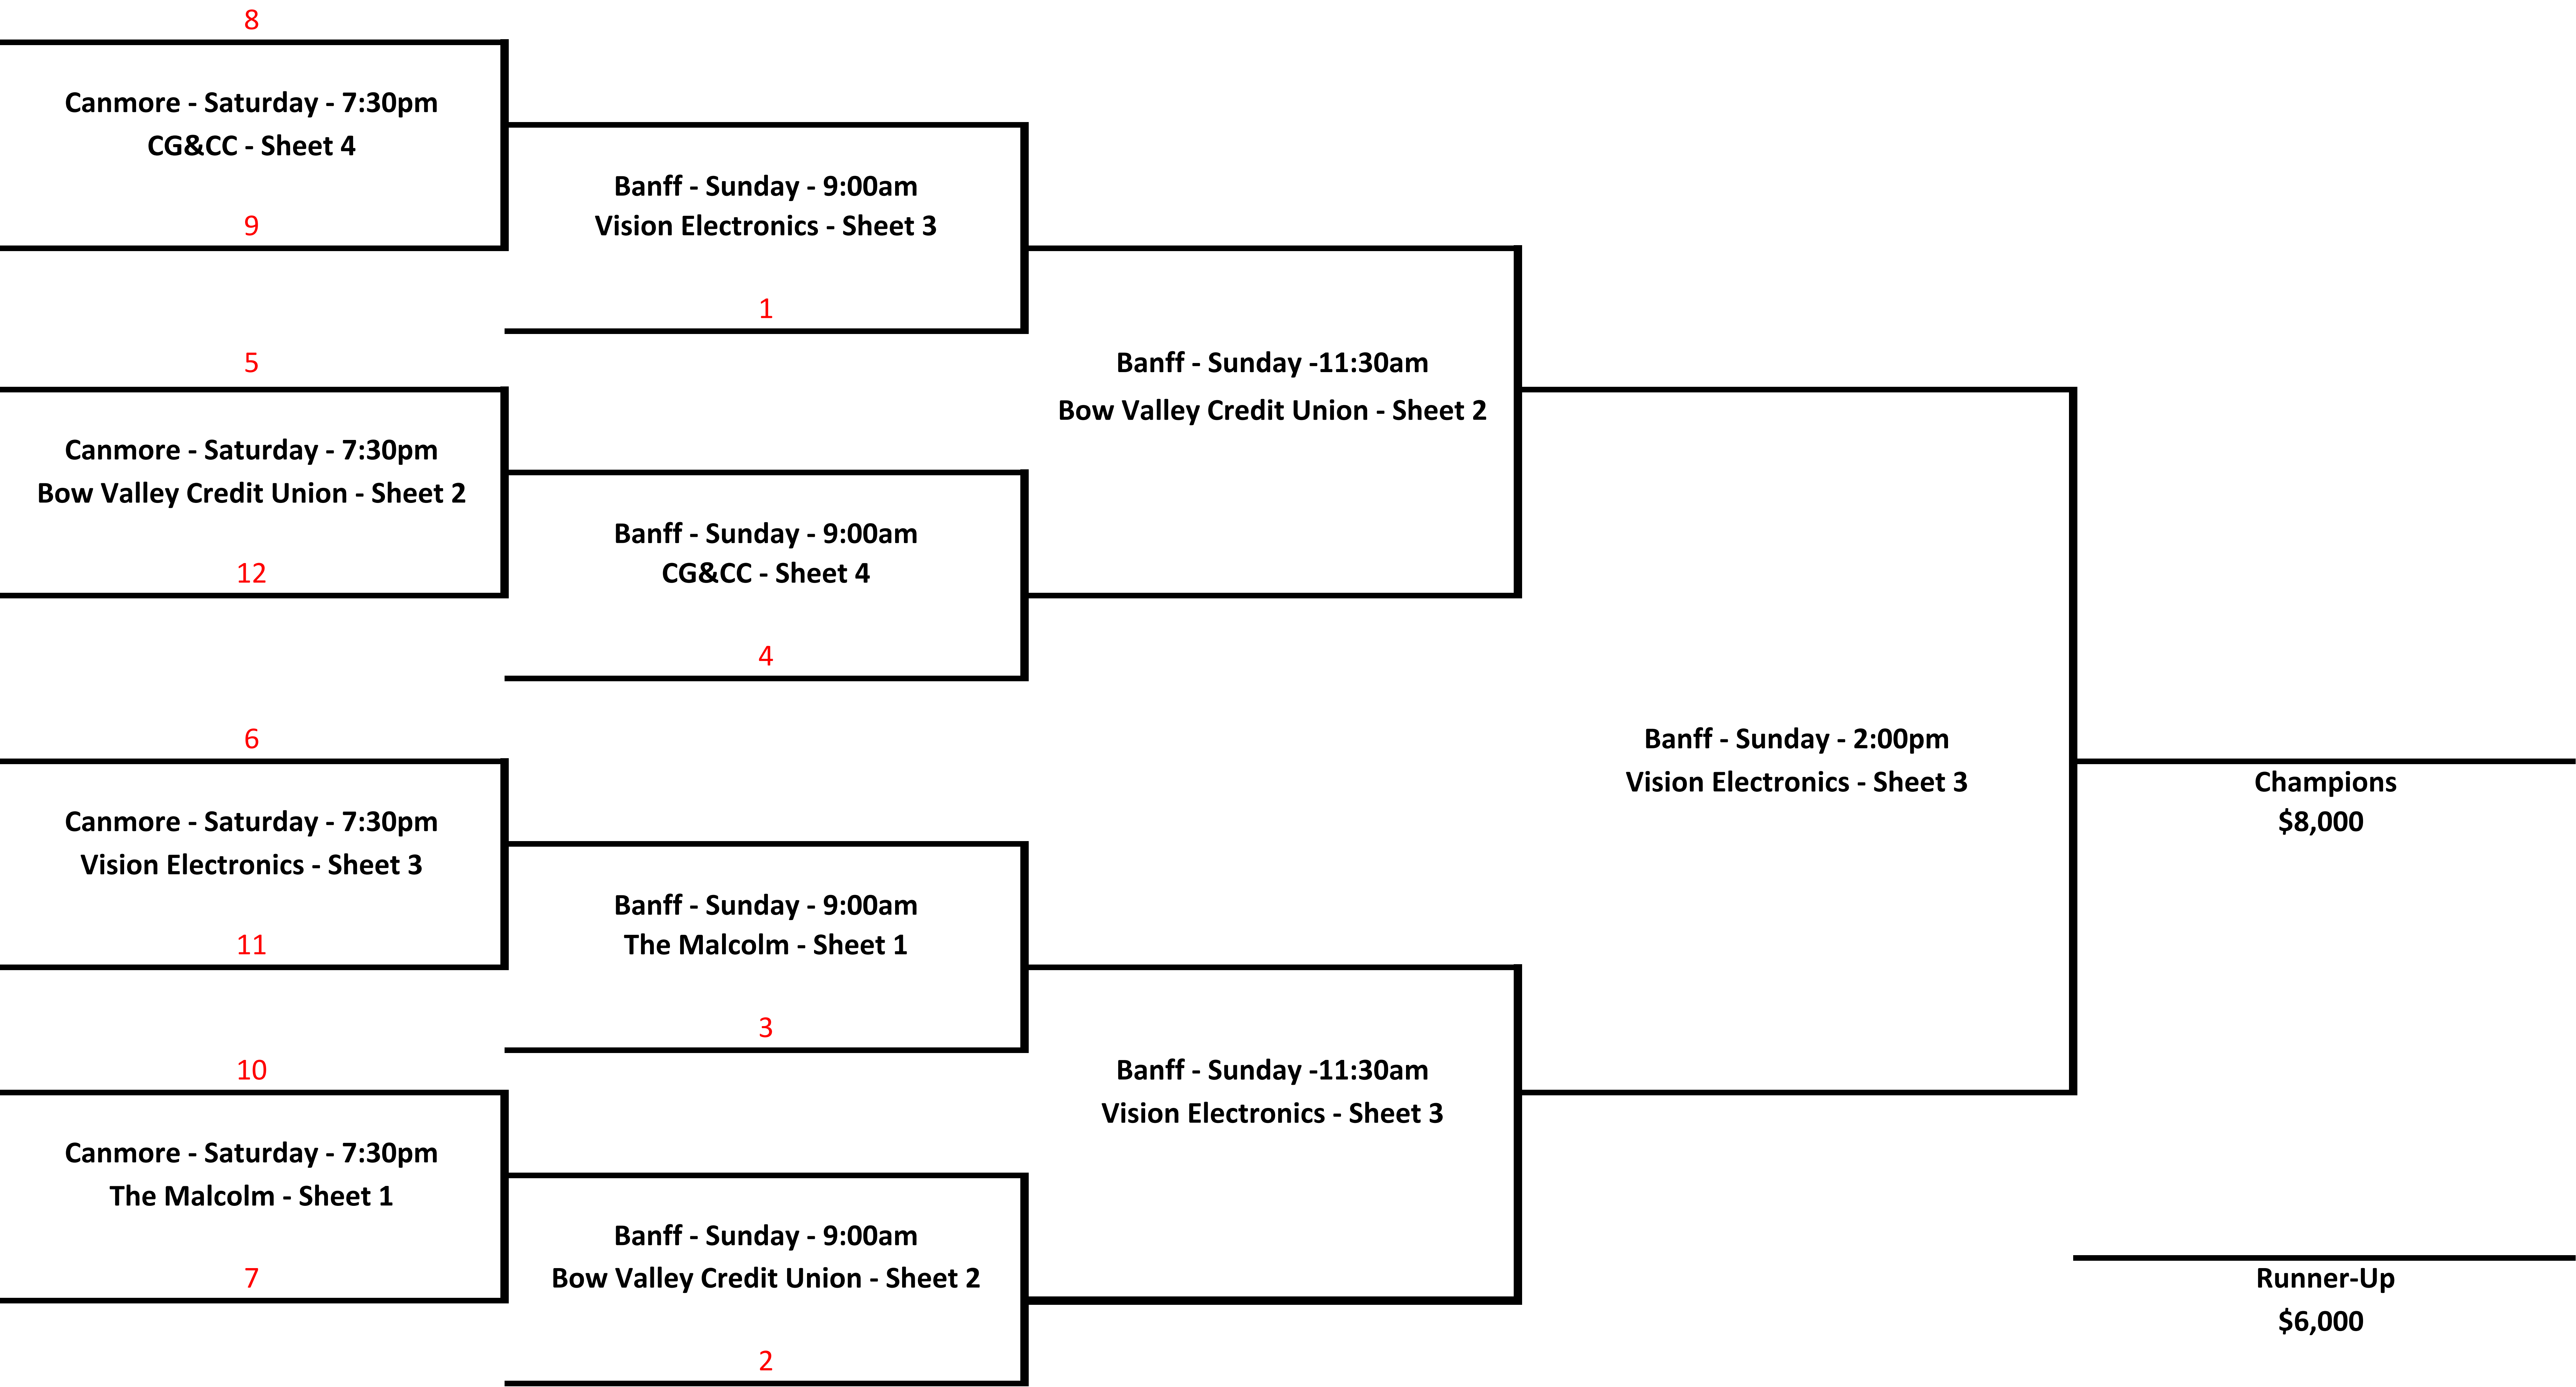 8
Canmore - Saturday - 7:30pm
CG&CC - Sheet 4
9
5
Canmore - Saturday - 7:30pm
Bow Valley Credit Union - Sheet 2
12
6
Canmore - Saturday - 7:30pm
Vision Electronics - Sheet 3
11
10
Canmore - Saturday - 7:30pm
The Malcolm - Sheet 1
7
Banff - Sunday - 9:00am
Vision Electronics - Sheet 3
1
Banff - Sunday - 9:00am
CG&CC - Sheet 4
4
Banff - Sunday - 9:00am
The Malcolm - Sheet 1
3
Banff - Sunday - 9:00am
Bow Valley Credit Union - Sheet 2
2
Banff - Sunday -11:30am
Bow Valley Credit Union - Sheet 2
Banff - Sunday -11:30am
Vision Electronics - Sheet 3
Banff - Sunday - 2:00pm
Vision Electronics - Sheet 3
Champions
$8,000
Runner-Up
$6,000